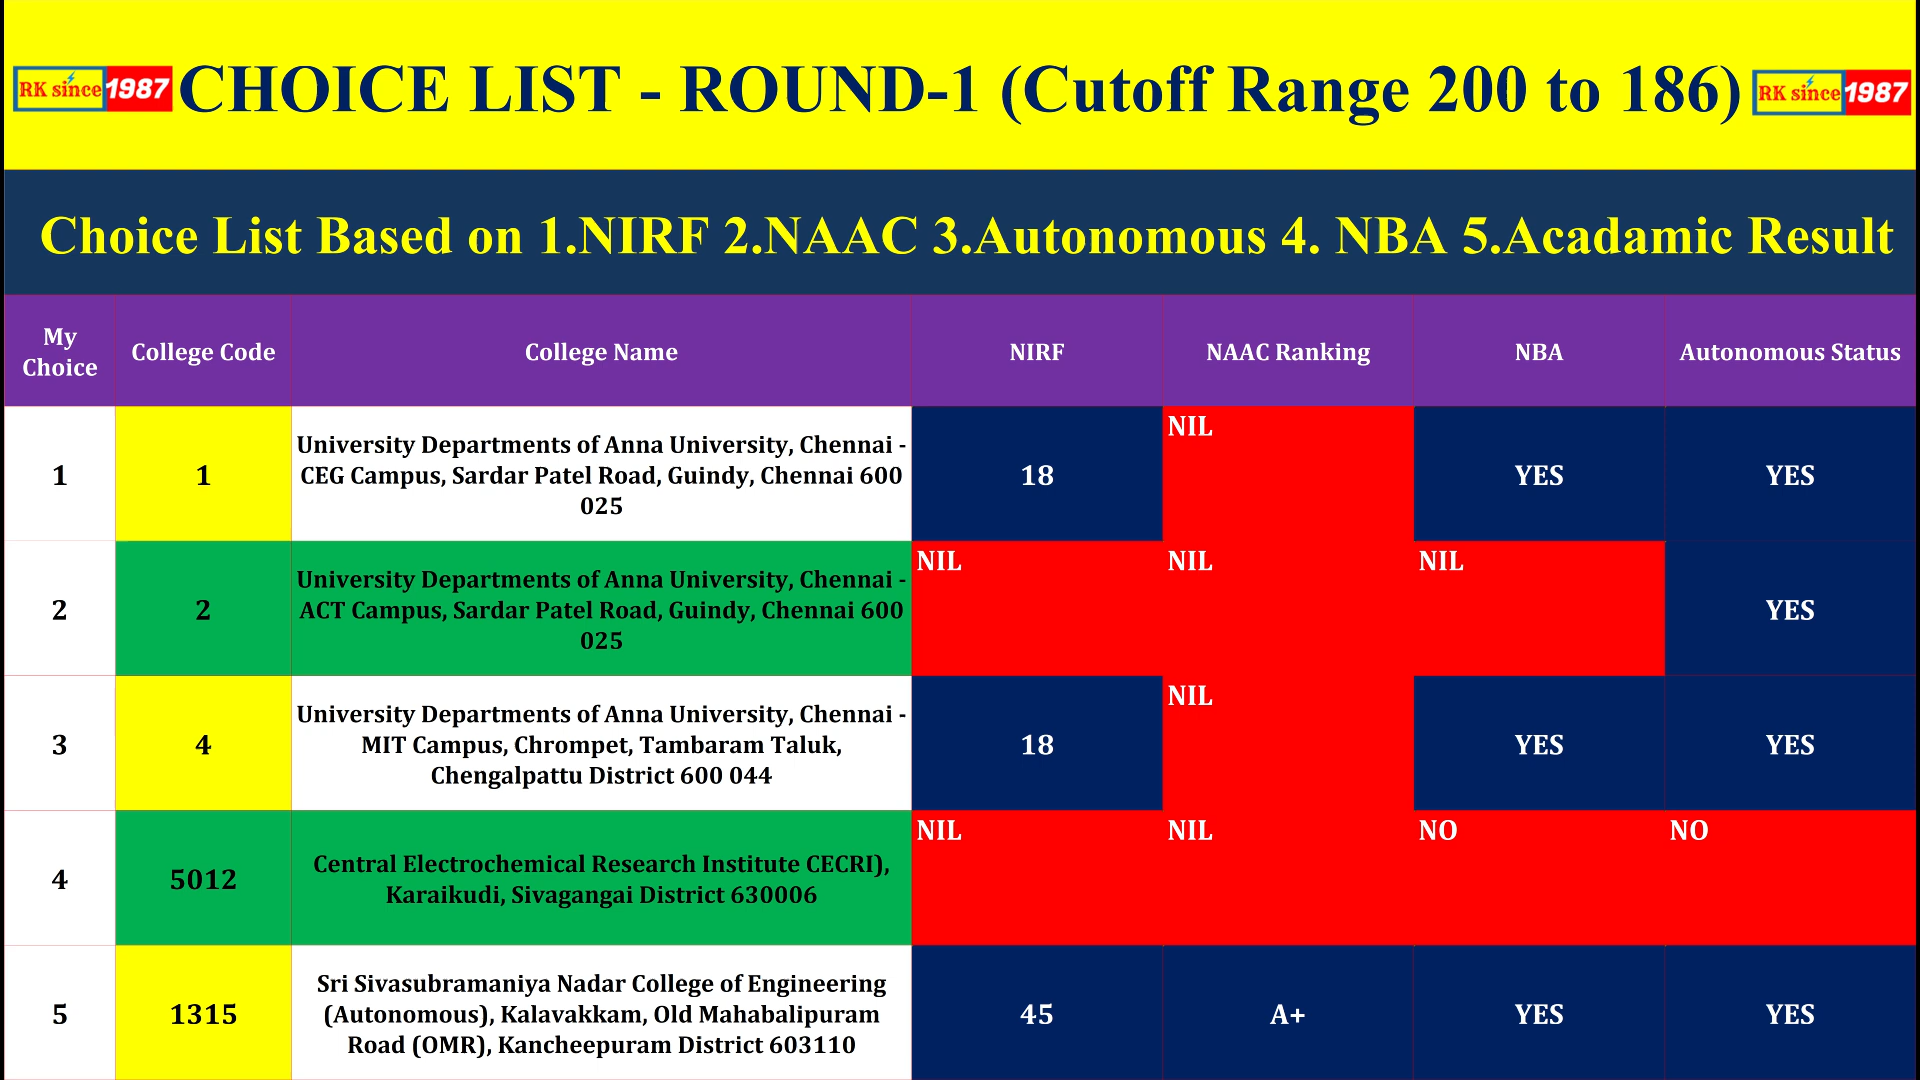 RK since 1987 CHOICE LIST - ROUND-1 (Cutoff Range 200 to 186) RK since 1987
Choice List Based on 1.NIRF 2.NAAC 3.Autonomous 4. NBA 5.Acadamic Result
My
Choice
College Code
College Name
NIRF
NAAC Ranking
NBA
Autonomous Status
1
1
University Departments of Anna University, Chennai -
CEG Campus, Sardar Patel Road, Guindy, Chennai 600
025
18
NIL
YES
YES
2
2
University Departments of Anna University, Chennai -
ACT Campus, Sardar Patel Road, Guindy, Chennai 600
025
NIL
NIL
NIL
YES
3
4
University Departments of Anna University, Chennai -
MIT Campus, Chrompet, Tambaram Taluk,
Chengalpattu District 600 044
18
NIL
YES
YES
4
5012
Central Electrochemical Research Institute CECRI),
Karaikudi, Sivagangai District 630006
NIL
NIL
NO
NO
5
1315
Sri Sivasubramaniya Nadar College of Engineering
(Autonomous), Kalavakkam, Old Mahabalipuram
Road (OMR), Kancheepuram District 603110
45
A+
YES
YES